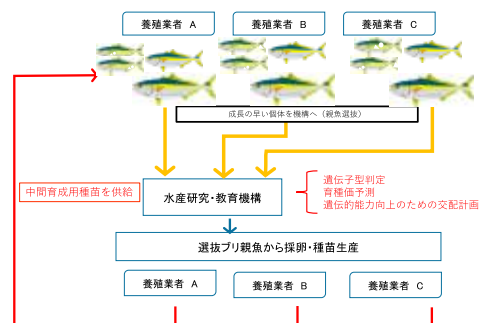 養殖業者 A
養殖業者 B
養殖業者 C
成長の早い個体を機構へ（親魚選抜）
中間育成用種苗を供給
水産研究・教育機構
遺伝子型判定
育種価予測
遺伝的能力向上のための交配計画
選抜ブリ親魚から採卵・種苗生産
養殖業者 A
養殖業者 B
養殖業者 C